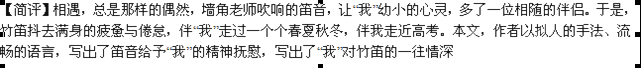 【简评】相遇，总是那样的偶然，墙角老师吹响的笛音，让“我”幼小的心灵，多了一位相随的伴侣。于是，
竹笛抖去满身的疲惫与倦怠，伴“我”走过一个个春夏秋冬，伴我走近高考。本文，作者以拟人的手法、流
畅的语言，写出了笛音给予“我”的精神抚慰，写出了“我”对竹笛的一往情深